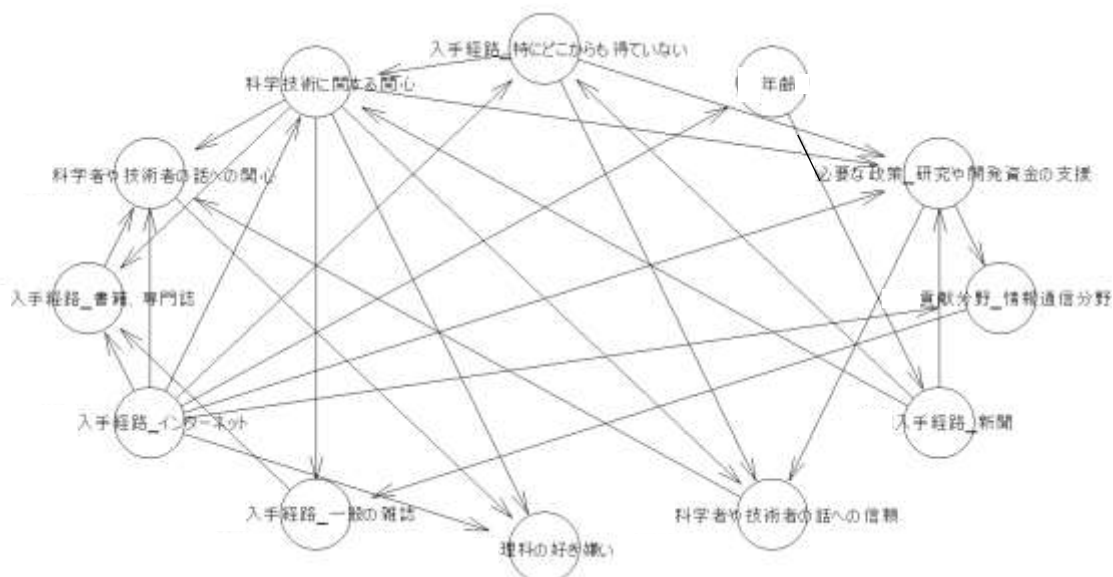 入手経路_特にどこからも得ていない
科学技術に関する関心
年齢
科学者や技術者の話への関心
必要な政策_研究や開発資金の支援
入手経路_書籍、専門誌
貢献分野_情報通信分野
入手経路_インターネット
入手経路_新聞
入手経路_一般の雑誌
科学者や技術者の話への信頼
理科の好き嫌い